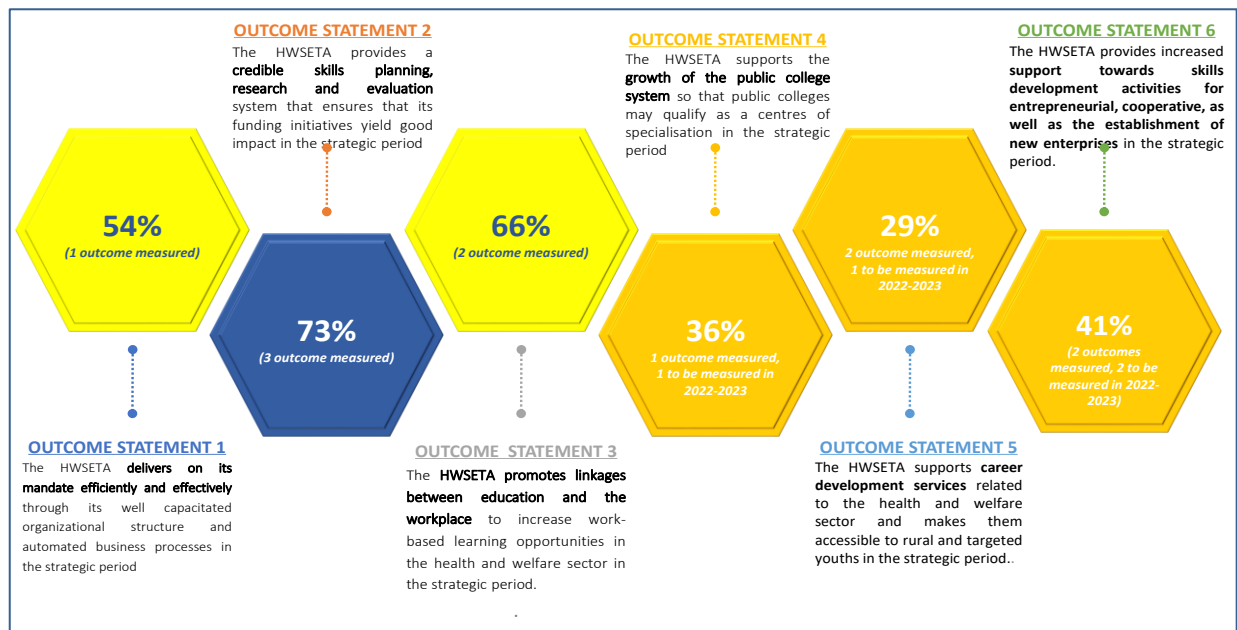 OUTCOME STATEMENT 2
The HWSETA provides a
credible skills planning,
research and evaluation
system that ensures that its
funding initiatives yield good
impact in the strategic period
OUTCOME STATEMENT 4
The HWSETA supports the
growth of the public college
system so that public colleges
may qualify as a centres of
specialisation in the strategic
period
OUTCOME STATEMENT 6
The HWSETA provides increased
support towards skills
development activities for
entrepreneurial, cooperative, as
well as the establishment of
new enterprises in the strategic
period.
54%
(1 outcome measured)
73%
(3 outcome measured)
66%
(2 outcome measured)
36%
1 outcome measured,
1 to be measured in
2022-2023
29%
2 outcome measured,
1 to be measured in
2022-2023
41%
(2 outcomes
measured, 2 to be
measured in 2022-
2023)
OUTCOME STATEMENT 1
The HWSETA delivers on its
mandate efficiently and effectively
through its well capacitated
organizational structure and
automated business processes in
the strategic period
OUTCOME STATEMENT 3
The HWSETA promotes linkages
between education and the
workplace to increase work-
based learning opportunities in
the health and welfare sector in
the strategic period.
.
OUTCOME STATEMENT 5
The HWSETA supports career
development services related
to the health and welfare
sector and makes them
accessible to rural and targeted
youths in the strategic period..